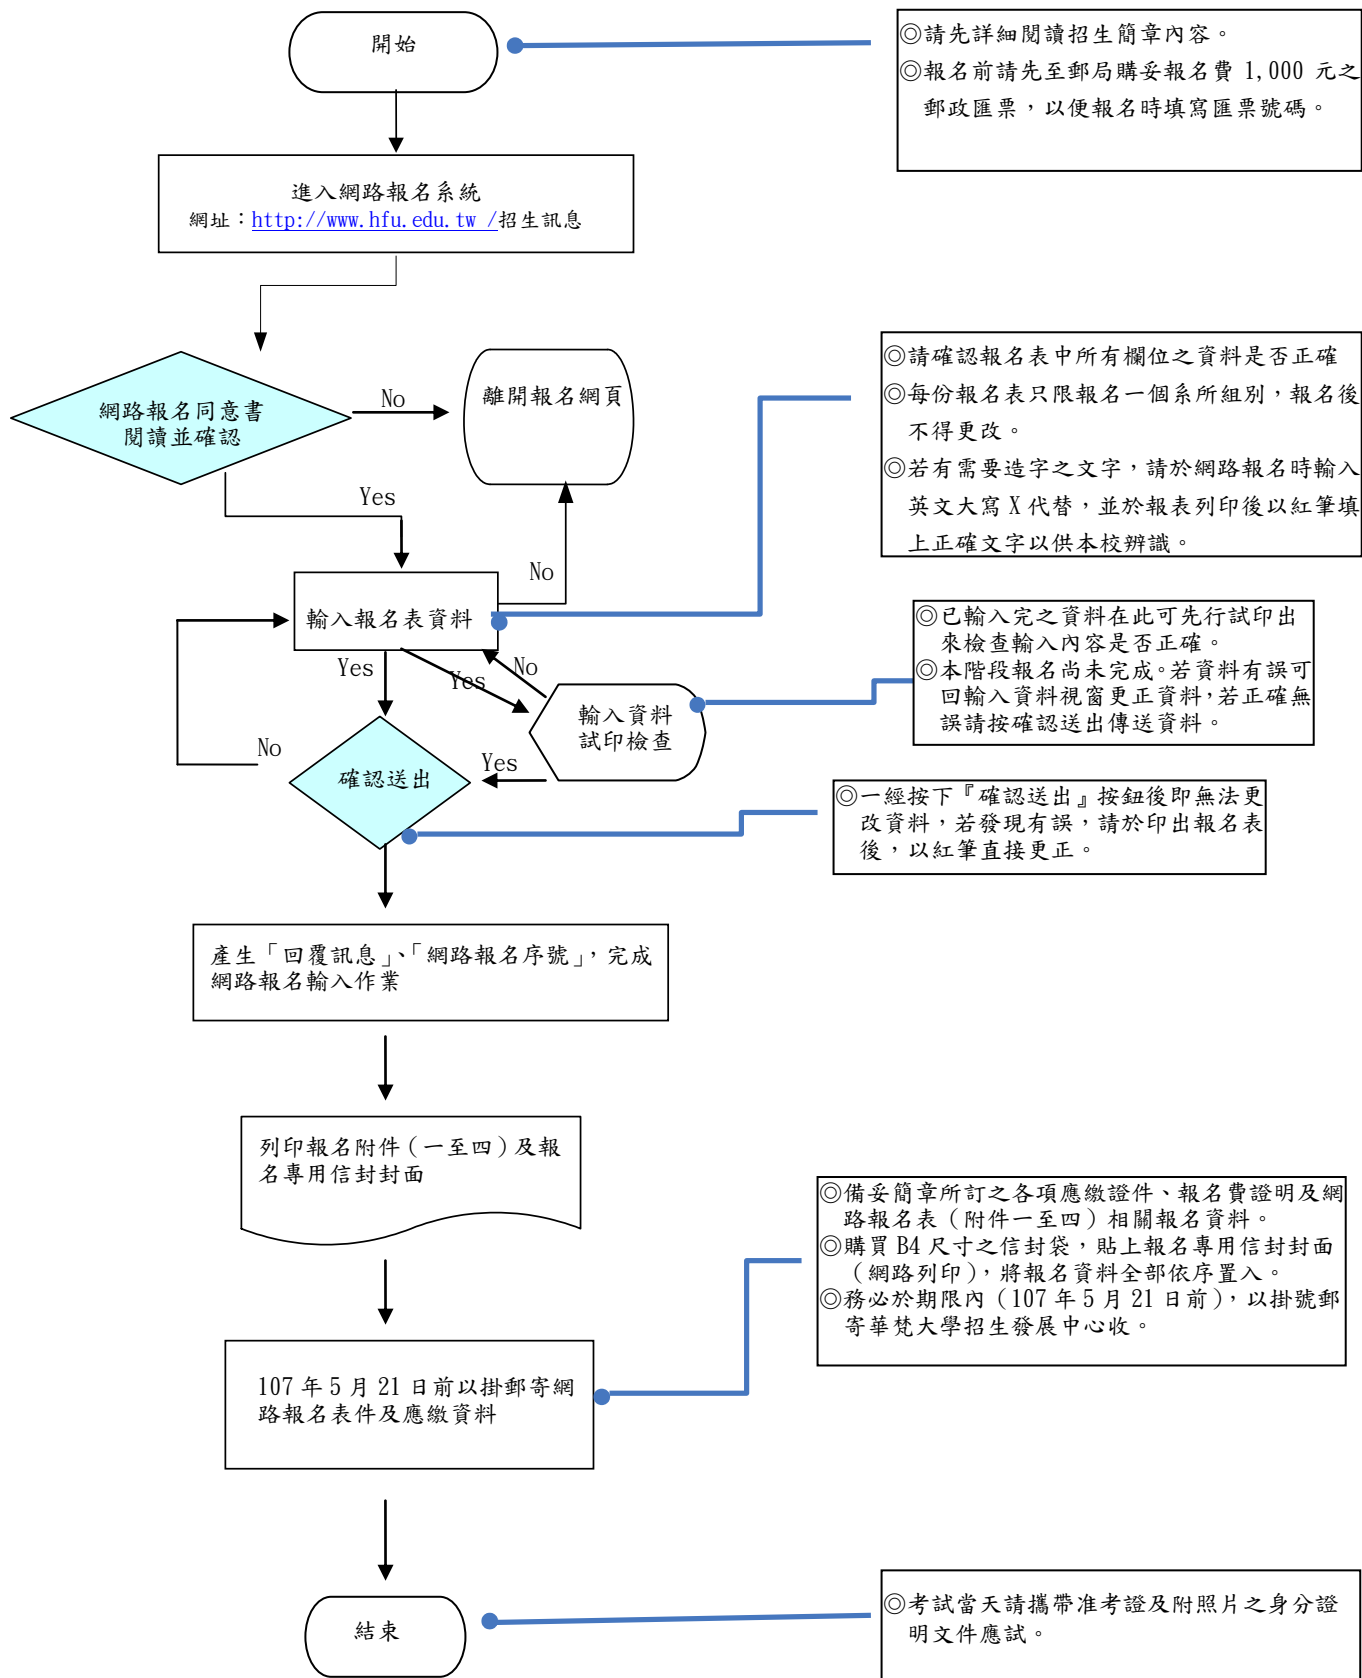 開始
◎請先詳細閱讀招生簡章內容。
◎報名前請先至郵局購妥報名費 1,000 元之
郵政匯票，以便報名時填寫匯票號碼。
進入網路報名系統
網址：http://www.hfu.edu.tw /招生訊息
網路報名同意書
閱讀並確認
No
離開報名網頁
◎請確認報名表中所有欄位之資料是否正確
◎每份報名表只限報名一個系所組別，報名後
不得更改。
◎若有需要造字之文字，請於網路報名時輸入
英文大寫 X 代替，並於報表列印後以紅筆填
上正確文字以供本校辨識。
Yes
No
輸入報名表資料
◎已輸入完之資料在此可先行試印出
來檢查輸入內容是否正確。
◎本階段報名尚未完成。若資料有誤可
回輸入資料視窗更正資料，若正確無
誤請按確認送出傳送資料。
Yes
Yes
No
輸入資料
試印檢查
No
Yes
確認送出
◎一經按下『確認送出』按鈕後即無法更
改資料，若發現有誤，請於印出報名表
後，以紅筆直接更正。
產生「回覆訊息」、「網路報名序號」，完成
網路報名輸入作業
列印報名附件（一至四）及報
名專用信封封面
◎備妥簡章所訂之各項應繳證件、報名費證明及網
路報名表（附件一至四）相關報名資料。
◎購買 B4 尺寸之信封袋，貼上報名專用信封封面
（網路列印），將報名資料全部依序置入。
◎務必於期限內（107 年 5 月 21 日前），以掛號郵
寄華梵大學招生發展中心收。
107 年 5 月 21 日前以掛郵寄網
路報名表件及應繳資料
結束
◎考試當天請攜帶准考證及附照片之身分證
明文件應試。